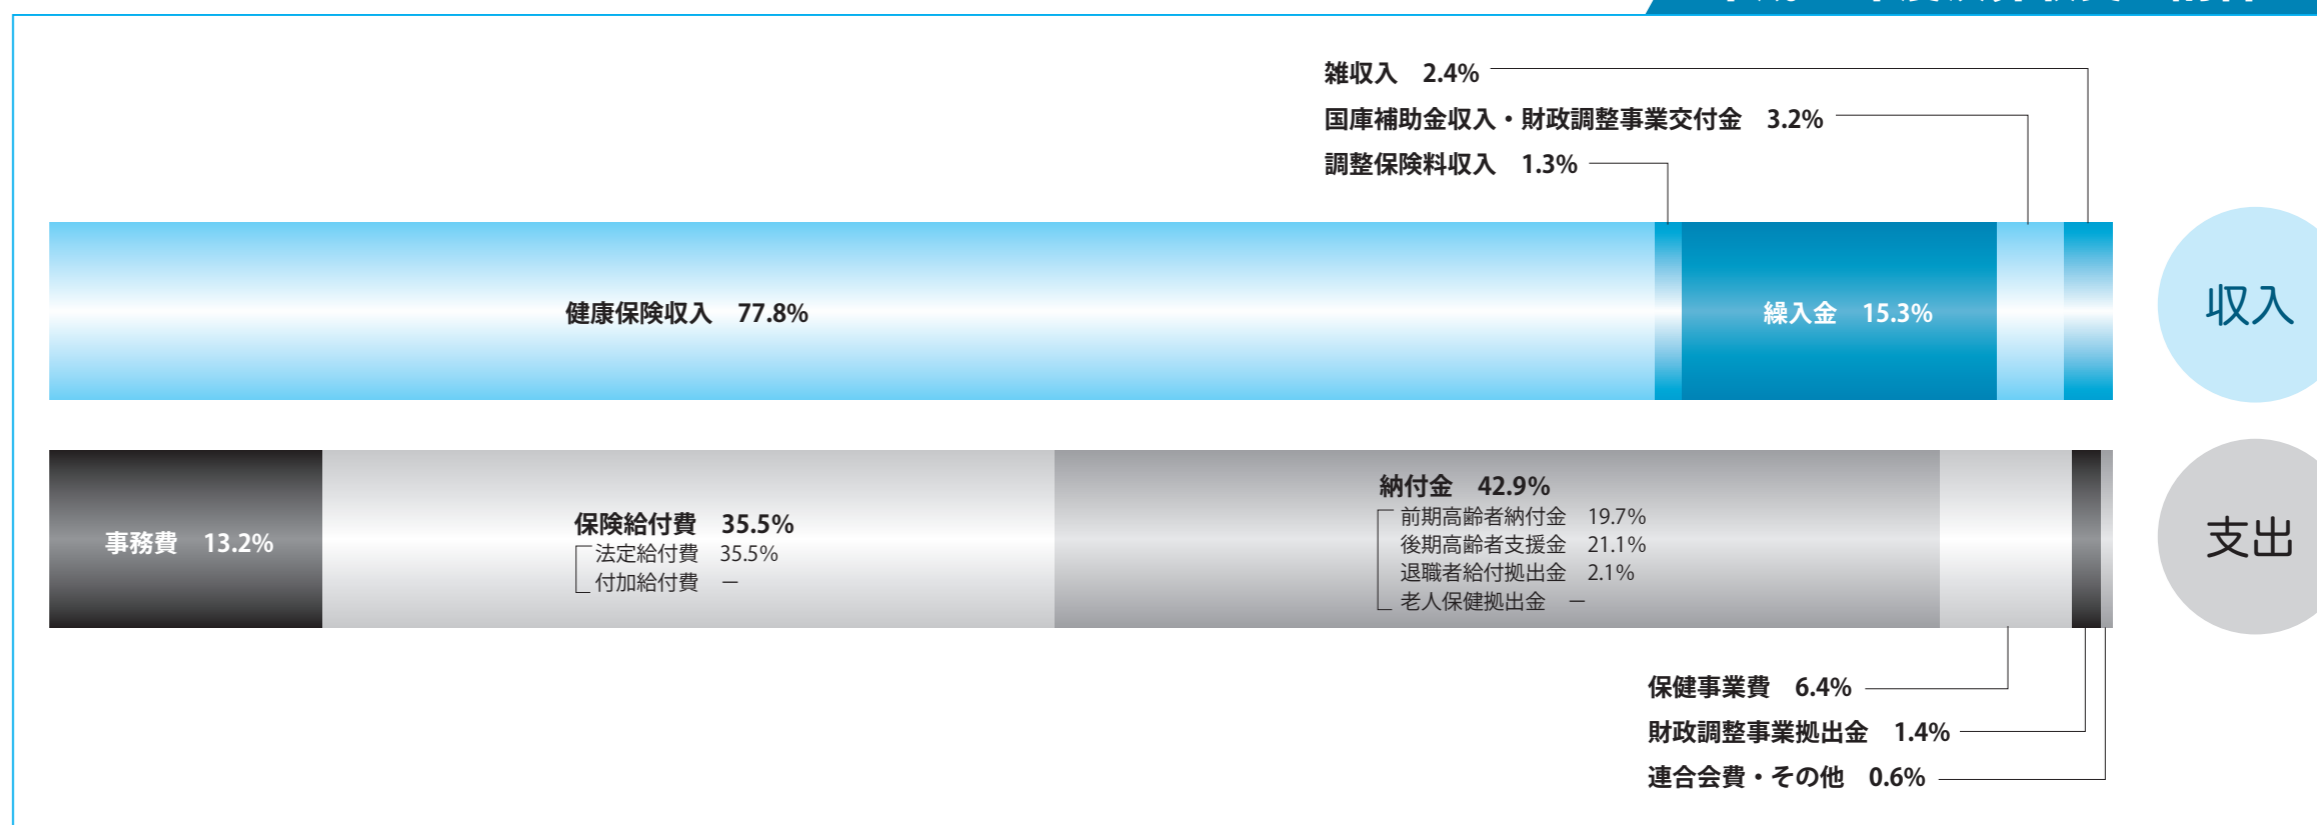 雑収入 2.4%
国庫補助金収入・財政調整事業交付金 3.2%
調整保険料収入 1.3%
健康保険収入 77.8%
繰入金 15.3%
収入
事務費 13.2%
保険給付費 35.5%
法定給付費 35.5%
付加給付費 －
納付金 42.9%
前期高齢者納付金 19.7%
後期高齢者支援金 21.1%
退職者給付拠出金 2.1%
老人保健拠出金 －
支出
保健事業費 6.4%
財政調整事業拠出金 1.4%
連合会費・その他 0.6%